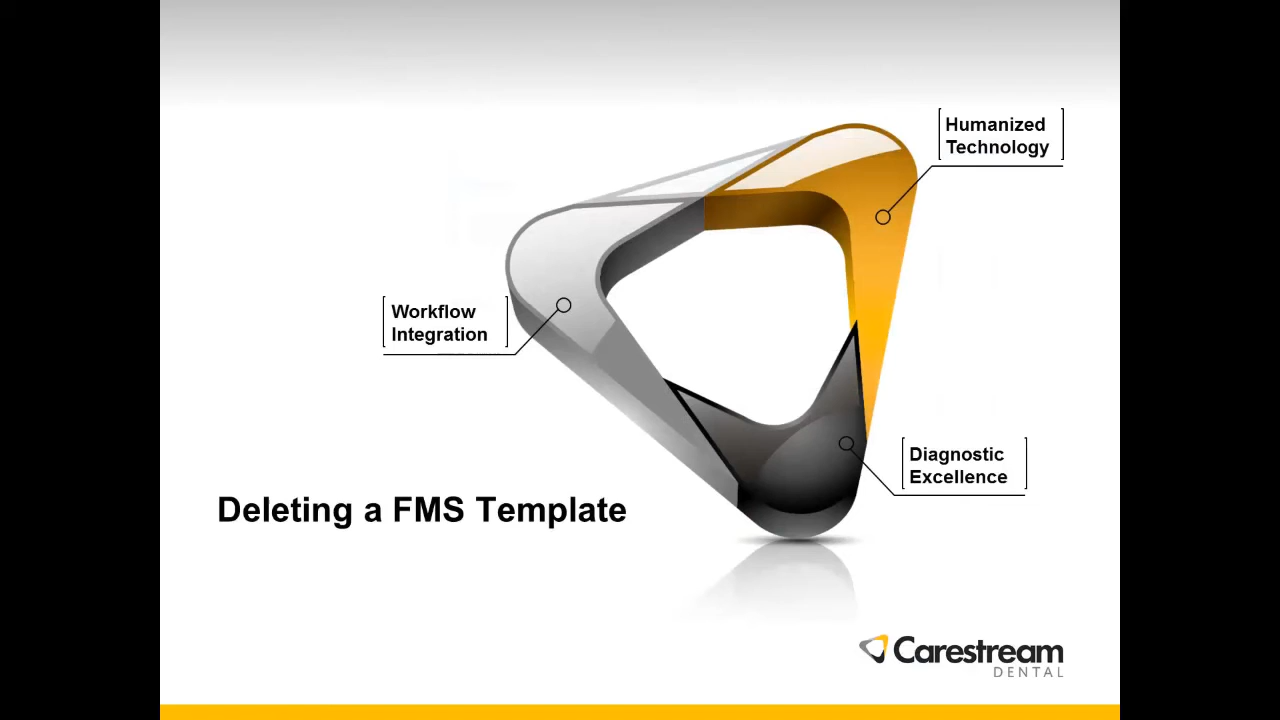 Humanized
Technology
Workflow
Integration
Diagnostic
Excellence
Deleting a FMS Template
Carestream
DENTAL